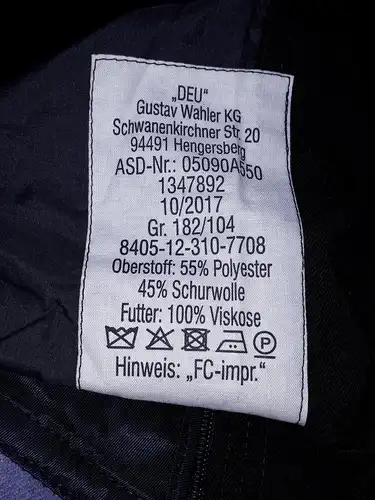 „DEU"
Gustav Wahler KG
Schwanenkirchner Str. 20
94491 Hengersberg
ASD-Nr.: 05090A550
1347892
10/2017
Gr. 182/104
8405-12-310-7708
Oberstoff: 55% Polyester
45% Schurwolle
Futter: 100% Viskose
P
Hinweis: „FC-impr."